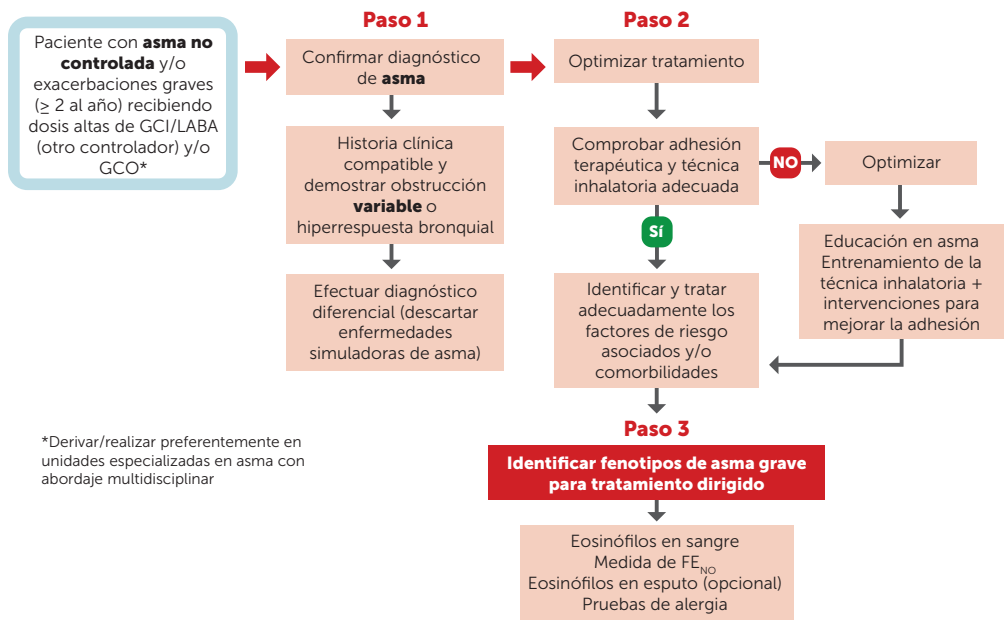 Paciente con asma no
controlada y/o
exacerbaciones graves
(≥ 2 al año) recibiendo
dosis altas de GCI/LABA
(otro controlador) y/o
GCO*
Paso 1
Confirmar diagnóstico
de asma
Historia clínica
compatible y
demostrar obstrucción
variable o
hiperrespuesta bronquial
Efectuar diagnóstico
diferencial (descartar
enfermedades
simuladoras de asma)
Paso 2
Optimizar tratamiento
Comprobar adhesión
terapéutica y técnica
inhalatoria adecuada
NO
Optimizar
Educación en asma
Entrenamiento de la
técnica inhalatoria +
intervenciones para
mejorar la adhesión
Sí
Identificar y tratar
adecuadamente los
factores de riesgo
asociados y/o
comorbilidades
Paso 3
Identificar fenotipos de asma grave
para tratamiento dirigido
Eosinófilos en sangre
Medida de FENO
Eosinófilos en esputo (opcional)
Pruebas de alergia
*Derivar/realizar preferentemente en
unidades especializadas en asma con
abordaje multidisciplinar